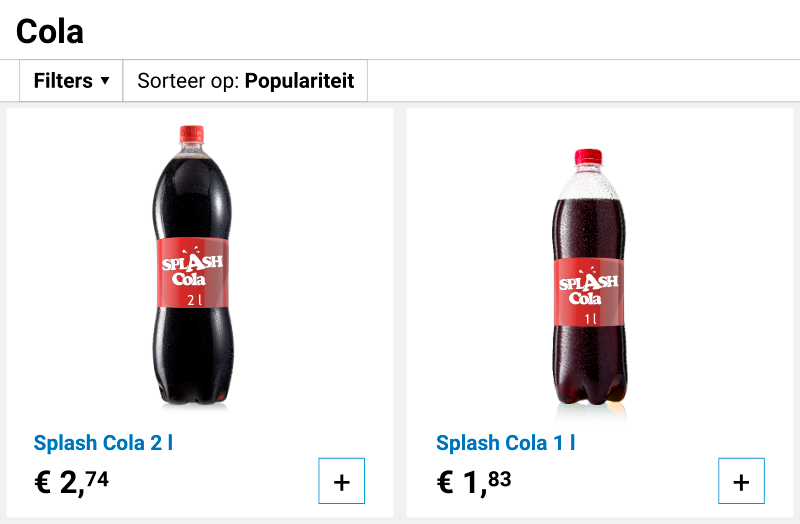 Cola
Filters ▾ Sorteer op: Populariteit
SPLASH
Cola
2 l
SPLASH
Cola
1 l
Splash Cola 2 l
€ 2,74
+
Splash Cola 1 l
€ 1,83
+